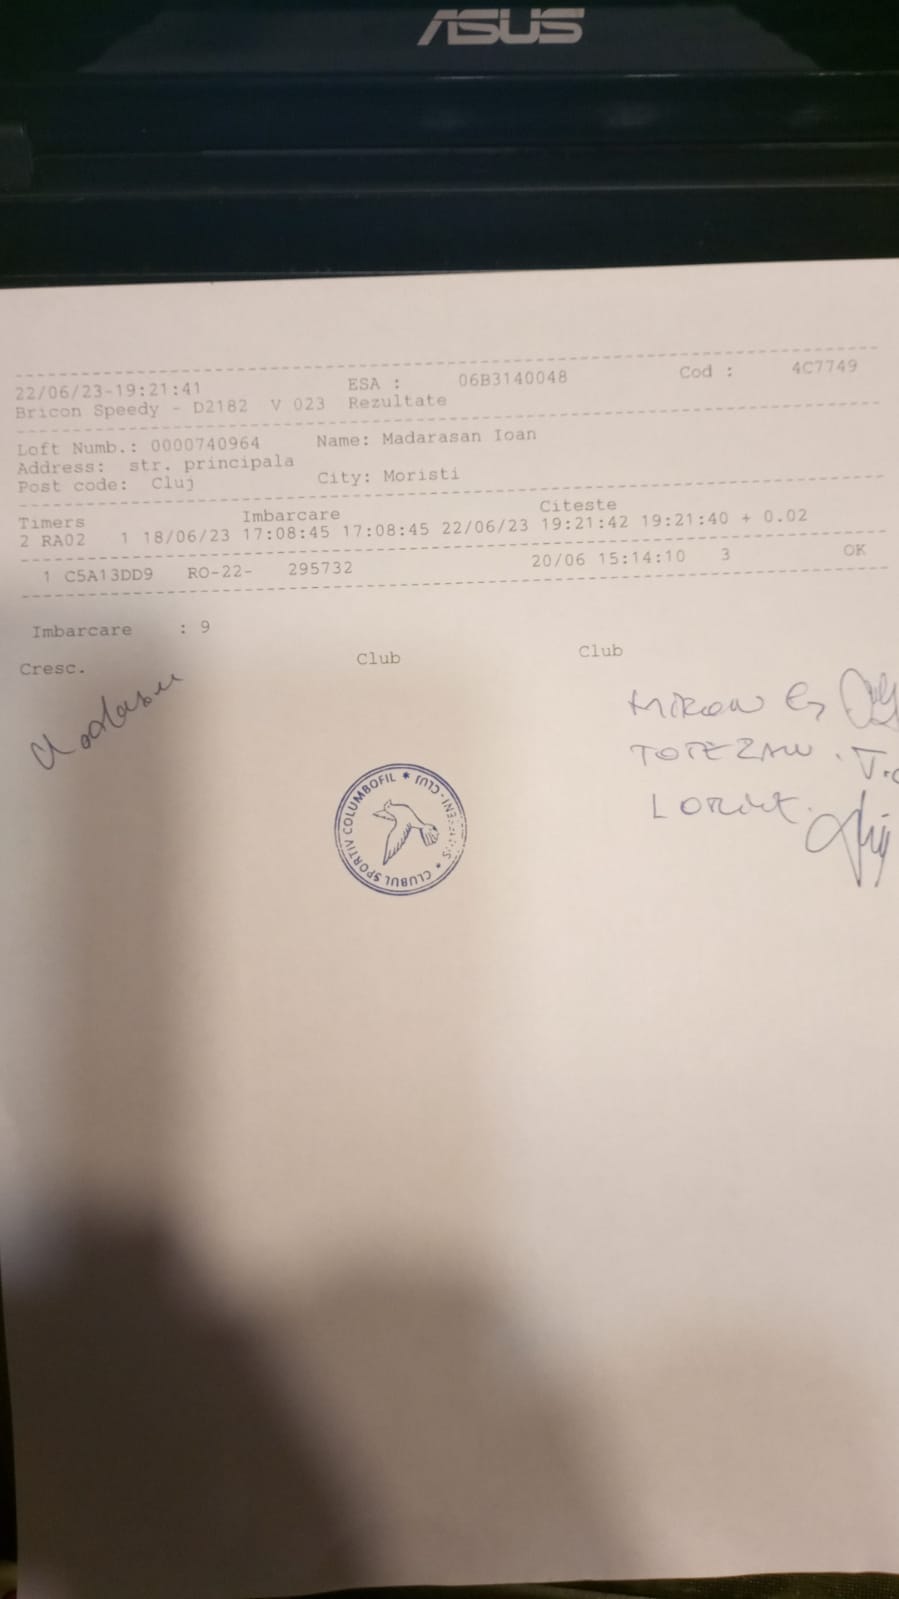 ASUS
22/06/23-19:21:41 ESA : 06B3140048 Cod : 4C7749
Bricon Speedy - D2182 V 023 Rezultate
Loft Numb.: 0000740964 Name: Madarasan Ioan
Address: str. principala
Post code: Cluj City: Moristi
Timers Imbarcare Citeste
2 RA02 1 18/06/23 17:08:45 17:08:45 22/06/23 19:21:42 19:21:40 + 0.02
1 C5A13DD9 RO-22- 295732 20/06 15:14:10 3 OK
Imbarcare : 9
Cresc. Club Club
MIRON G
TOTEZAN. T.
CLUBUL SPORTIV COLUMBOFIL * CLUJ